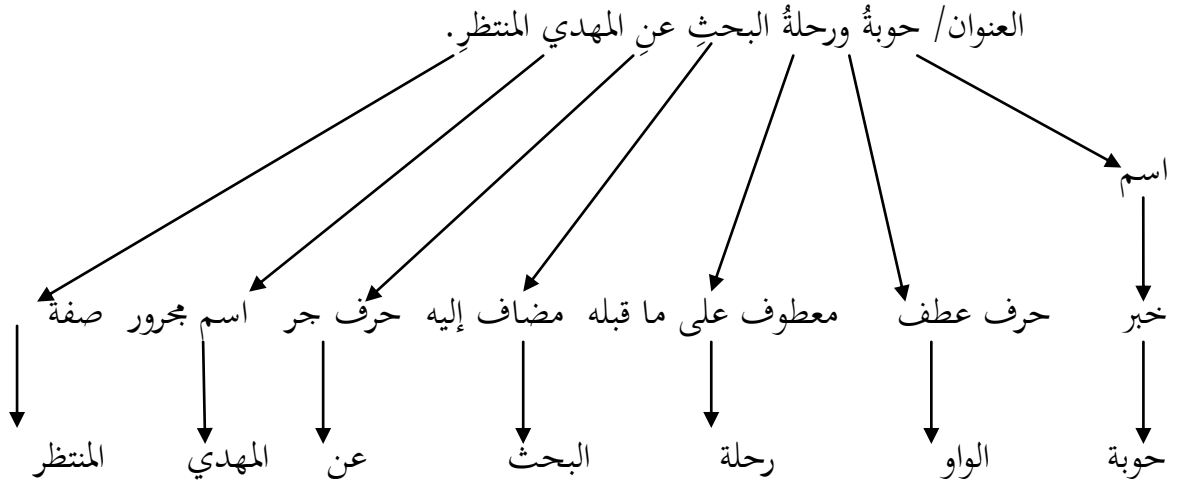 العنوان/ حوبةُ ورحلةُ البحثِ عنِ المهدي المنتظرِ.
اسم
خبر حرف عطف معطوف على ما قبله مضاف إليه حرف جر اسم مجرور صفة
حوبة الواو رحلة البحث عن المهدي المنتظر